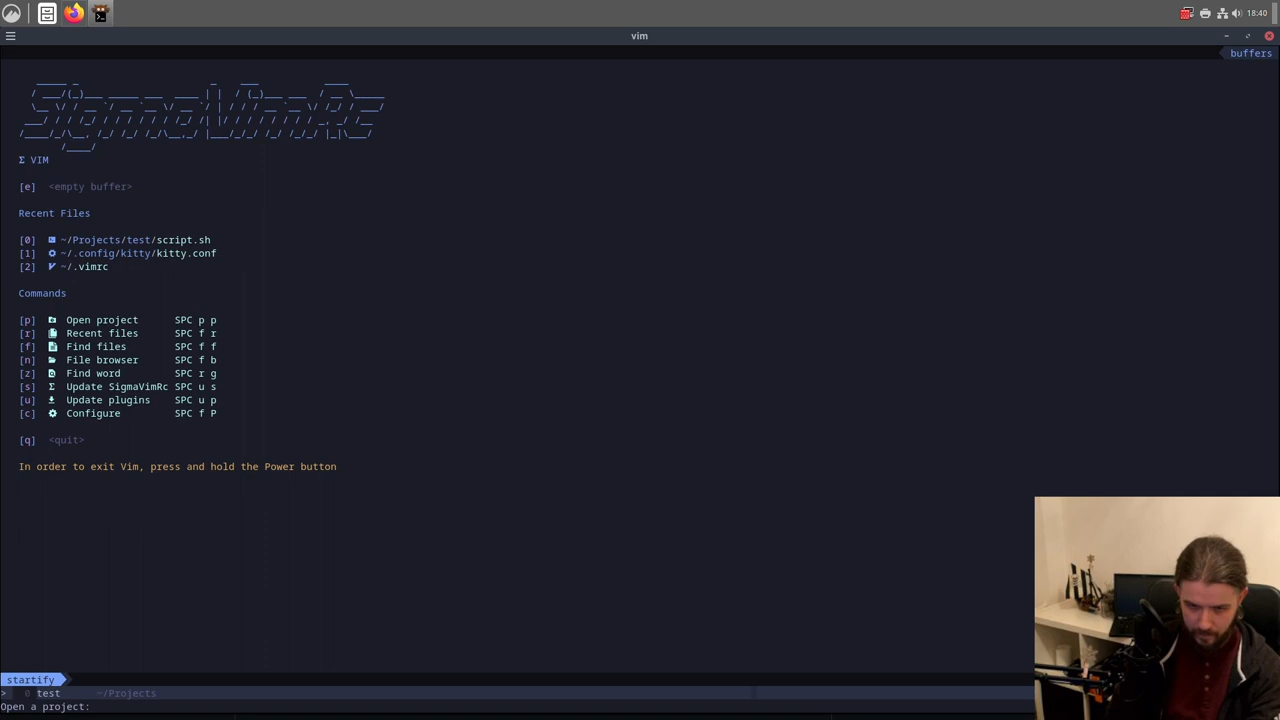 18:40
vim
buffers
Σ VIM
[e] <empty buffer>
Recent Files
[0] ~/Projects/test/script.sh
[1] ~/.config/kitty/kitty.conf
[2] ~/.vimrc
Commands
[p] Open project SPC p p
[r] Recent files SPC f r
[f] Find files SPC f f
[n] File browser SPC f b
[z] Find word SPC r g
[s] Σ Update SigmaVimRc SPC u s
[u] Update plugins SPC u p
[c] Configure SPC f P
[q] <quit>
In order to exit Vim, press and hold the Power button
startify
> 0 test ~/Projects
Open a project: